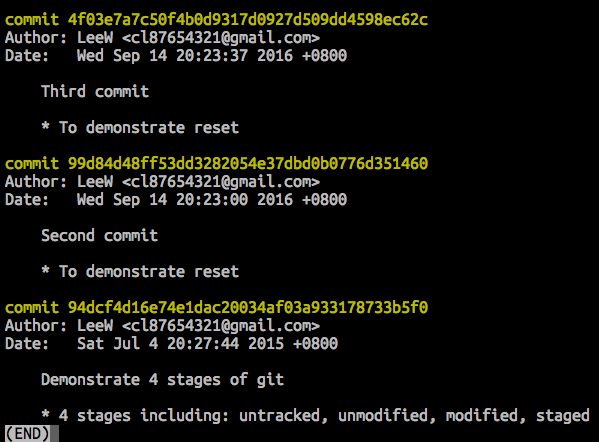 commit 4f03e7a7c50f4b0d9317d0927d509dd4598ec62c
Author: LeeW <cl87654321@gmail.com>
Date:   Wed Sep 14 20:23:37 2016 +0800
Third commit
* To demonstrate reset
commit 99d84d48ff53dd3282054e37dbd0b0776d351460
Author: LeeW <cl87654321@gmail.com>
Date:   Wed Sep 14 20:23:00 2016 +0800
Second commit
* To demonstrate reset
commit 94dcf4d16e74e1dac20034af03a933178733b5f0
Author: LeeW <cl87654321@gmail.com>
Date:   Sat Jul 4 20:27:44 2015 +0800
Demonstrate 4 stages of git
* 4 stages including: untracked, unmodified, modified, staged
(END)